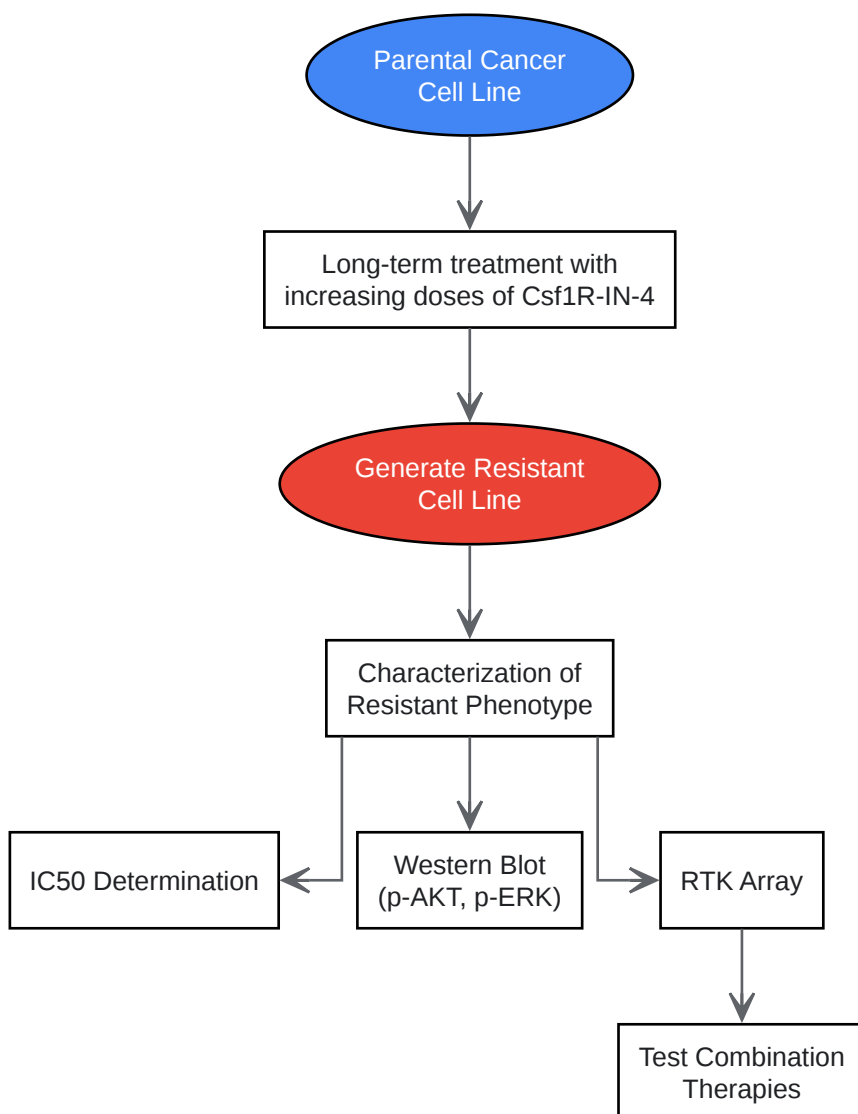 Parental Cancer
Cell Line
Long-term treatment with
increasing doses of Csf1R-IN-4
Generate Resistant
Cell Line
Characterization of
Resistant Phenotype
IC50 Determination
Western Blot
(p-AKT, p-ERK)
RTK Array
Test Combination
Therapies